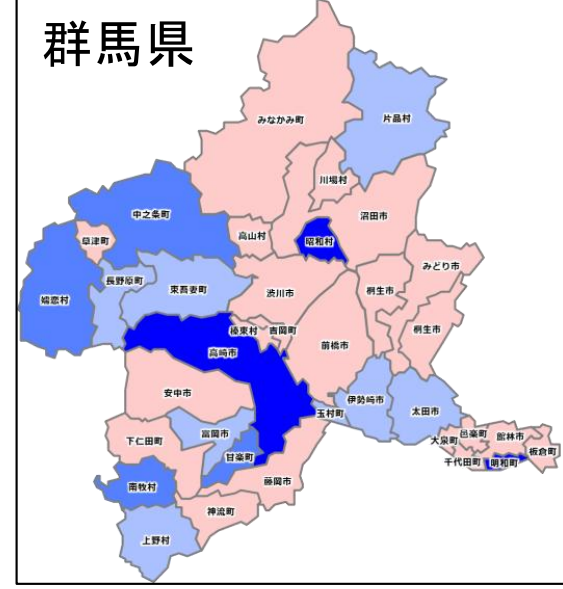 群馬県
みなかみ町
片品村
川場村
中之条町
沼田市
高山村
草津町
昭和村
みどり市
長野原町
東吾妻町
桐生市
渋川市
嬬恋村
榛東村
吉岡町
桐生市
前橋市
高崎市
安中市
伊勢崎市
玉村町
太田市
富岡市
邑楽町
館林市
下仁田町
大泉町
板倉町
甘楽町
千代田町
明和町
藤岡市
南牧村
神流町
上野村